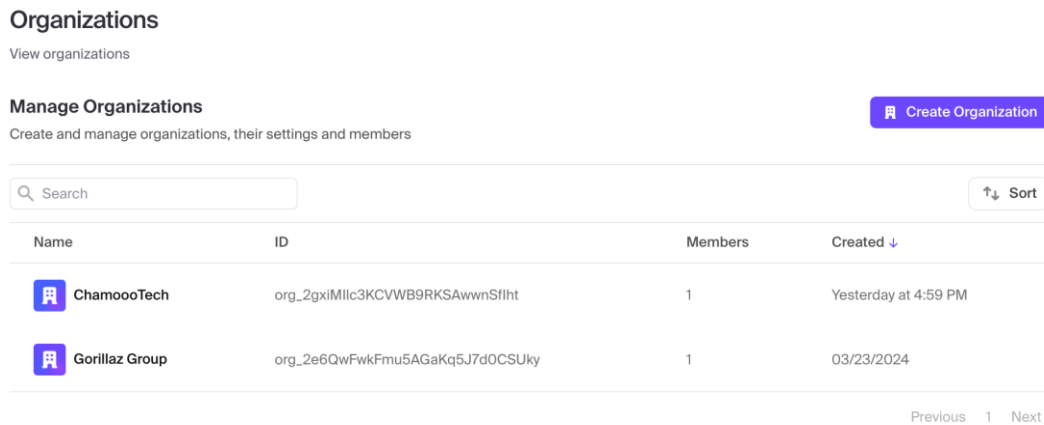 Organizations
View organizations
Manage Organizations
Create and manage organizations, their settings and members
Create Organization
Search
Sort
Name ID Members Created ↓
ChamoooTech org_2gxiMIlc3KCVWB9RKSAwwnSfIht 1 Yesterday at 4:59 PM
Gorillaz Group org_2e6QwFwkFmu5AGaKq5J7d0CSUky 1 03/23/2024
Previous 1 Next